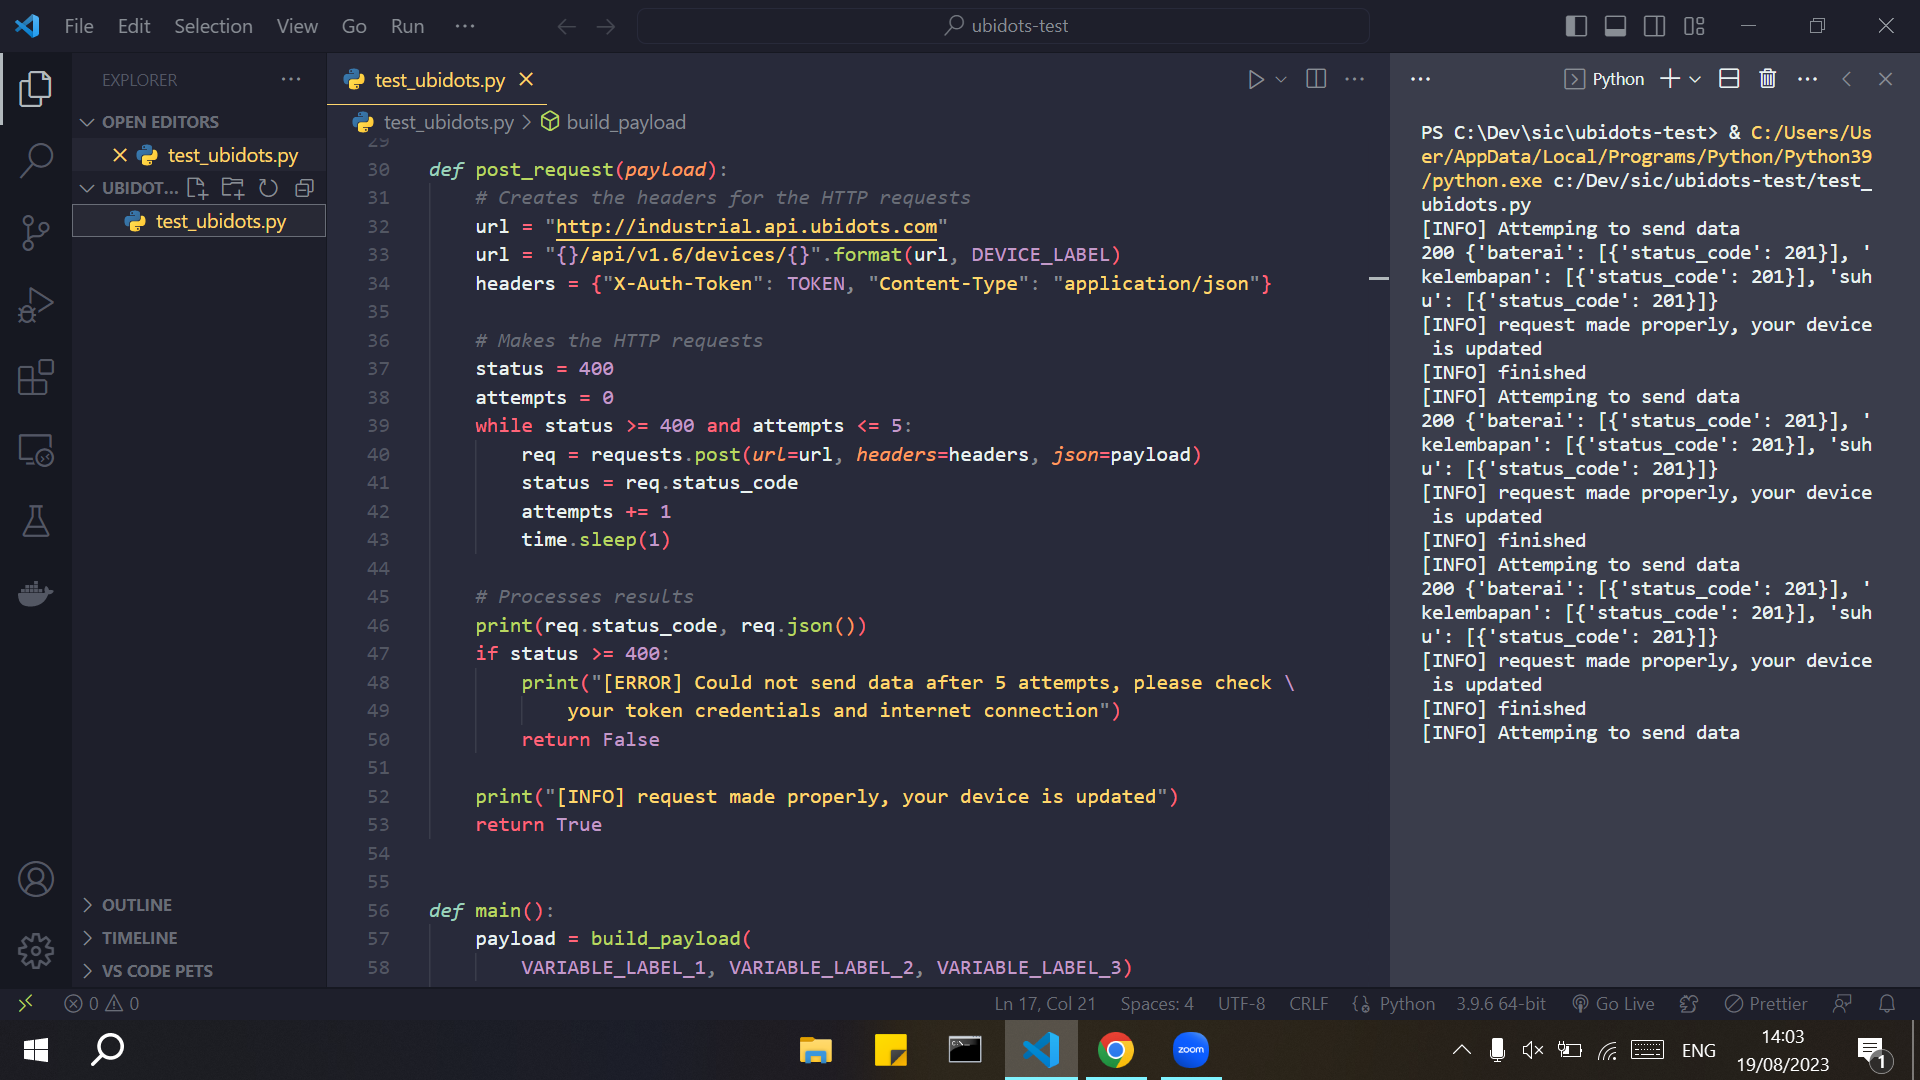 File Edit Selection View Go Run ··· ubidots-test
EXPLORER
OPEN EDITORS
test_ubidots.py
UBIDOT...
test_ubidots.py
OUTLINE
TIMELINE
VS CODE PETS
test_ubidots.py
test_ubidots.py > build_payload
29
30 def post_request(payload):
31 # Creates the headers for the HTTP requests
32 url = "http://industrial.api.ubidots.com"
33 url = "{}/api/v1.6/devices/{}".format(url, DEVICE_LABEL)
34 headers = {"X-Auth-Token": TOKEN, "Content-Type": "application/json"}
35
36 # Makes the HTTP requests
37 status = 400
38 attempts = 0
39 while status >= 400 and attempts <= 5:
40 req = requests.post(url=url, headers=headers, json=payload)
41 status = req.status_code
42 attempts += 1
43 time.sleep(1)
44
45 # Processes results
46 print(req.status_code, req.json())
47 if status >= 400:
48 print("[ERROR] Could not send data after 5 attempts, please check \
49 your token credentials and internet connection")
50 return False
51
52 print("[INFO] request made properly, your device is updated")
53 return True
54
55
56 def main():
57 payload = build_payload(
58 VARIABLE_LABEL_1, VARIABLE_LABEL_2, VARIABLE_LABEL_3)
Python
PS C:\Dev\sic\ubidots-test> & C:/Users/Us
er/AppData/Local/Programs/Python/Python39
/python.exe c:/Dev/sic/ubidots-test/test_
ubidots.py
[INFO] Attemping to send data
200 {'baterai': [{'status_code': 201}], '
kelembapan': [{'status_code': 201}], 'suh
u': [{'status_code': 201}]}
[INFO] request made properly, your device
is updated
[INFO] finished
[INFO] Attemping to send data
200 {'baterai': [{'status_code': 201}], '
kelembapan': [{'status_code': 201}], 'suh
u': [{'status_code': 201}]}
[INFO] request made properly, your device
is updated
[INFO] finished
[INFO] Attemping to send data
200 {'baterai': [{'status_code': 201}], '
kelembapan': [{'status_code': 201}], 'suh
u': [{'status_code': 201}]}
[INFO] request made properly, your device
is updated
[INFO] finished
[INFO] Attemping to send data
0 0 Ln 17, Col 21 Spaces: 4 UTF-8 CRLF Python 3.9.6 64-bit Go Live Prettier
zoom
ENG
14:03
19/08/2023
1